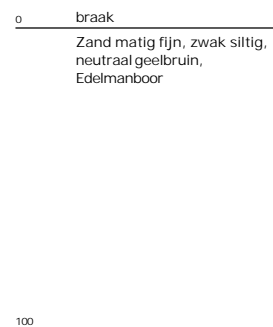 0 braak
Zand matig fijn, zwak siltig,
neutraal geelbruin,
Edelmanboor
100